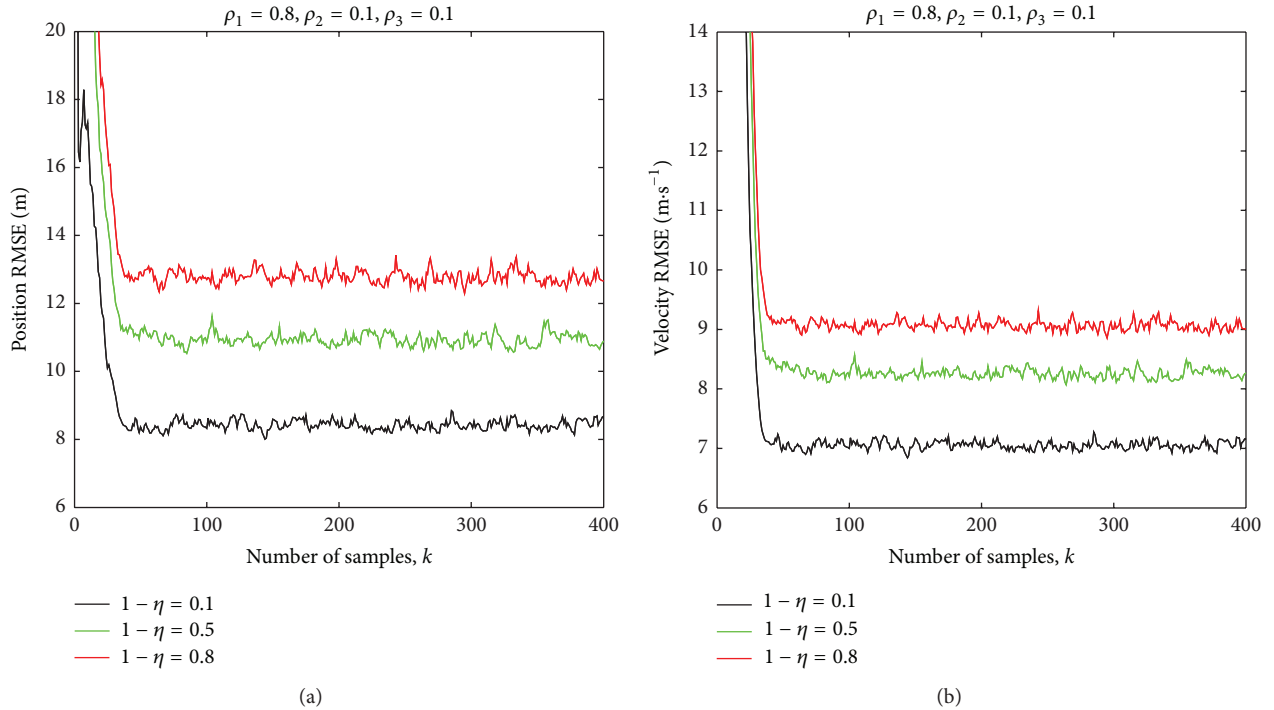 ρ₁ = 0.8, ρ₂ = 0.1, ρ₃ = 0.1
20
18
16
14
12
10
8
6
Position RMSE (m)
0
100
200
300
400
Number of samples, k
1 − η = 0.1
1 − η = 0.5
1 − η = 0.8
(a)
ρ₁ = 0.8, ρ₂ = 0.1, ρ₃ = 0.1
14
13
12
11
10
9
8
7
6
Velocity RMSE (m·s⁻¹)
0
100
200
300
400
Number of samples, k
1 − η = 0.1
1 − η = 0.5
1 − η = 0.8
(b)